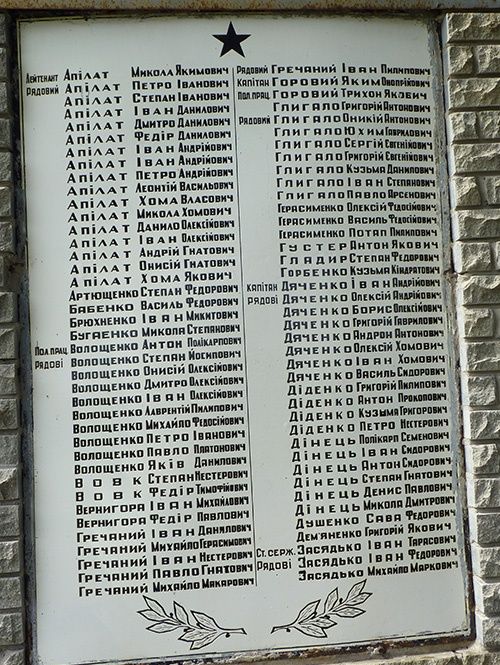 Лейтенант Апілат Микола Якимович
Рядовий Апілат Петро Іванович
Апілат Степан Іванович
Апілат Іван Данилович
Апілат Дмитро Данилович
Апілат Федір Данилович
Апілат Іван Андрійович
Апілат Іван Андрійович
Апілат Петро Андрійович
Апілат Леонтій Васильович
Апілат Хома Власович
Апілат Микола Хомович
Апілат Данило Олексійович
Апілат Іван Олексійович
Апілат Андрій Гнатович
Апілат Онисій Гнатович
Апілат Хома Якович
Артющенко Степан Федорович
Бабенко Василь Федорович
Брюхненко Іван Микитович
Бугаенко Микола Степанович
Пол.прац. Волощенко Антон Полікарпович
Рядові Волощенко Степан Йосипович
Волощенко Онисій Олексійович
Волощенко Дмитро Олексійович
Волощенко Іван Олексійович
Волощенко Лаврентій Пилипович
Волощенко Михайло Федосійович
Волощенко Петро Іванович
Волощенко Павло Платонович
Волощенко Яків Данилович
Вовк Степан Нестерович
Вовк Федір Тимофійович
Вернигора Іван Михайлович
Вернигора Федір Павлович
Гречаний Іван Данилович
Гречаний Михайло Герасимович
Гречаний Іван Нестерович
Гречаний Павло Гнатович
Гречаний Михайло Макарович
Рядовий Гречаний Іван Пилипович
Капітан Горовий Яким Онопрійович
Пол.прац. Горовий Трихон Якович
Глигало Григорій Антонович
Рядовий Глигало Оникій Антонович
Глигало Юхим Гаврилович
Глигало Сергій Євгенійович
Глигало Григорій Євгенійович
Глигало Кузьма Данилович
Глигало Іван Степанович
Глигало Павло Арсенович
Герасименко Олексій Федосійович
Герасименко Василь Федосійович
Герасименко Потап Пилипович
Густер Антон Якович
Гладир Степан Федорович
Горбенко Кузьма Кіндратович
Капітан Дяченко Іван Андрійович
Рядові Дяченко Олексій Андрійович
Дяченко Борис Олексійович
Дяченко Григорій Гаврилович
Дяченко Андрон Антонович
Дяченко Олексій Хомович
Дяченко Іван Хомович
Дяченко Василь Сидорович
Діденко Григорій Пилипович
Діденко Антон Прокопович
Діденко Кузьма Григорович
Діденко Петро Нестерович
Дінець Полікарп Семенович
Дінець Іван Сидорович
Дінець Антон Сидорович
Дінець Степан Гнатович
Дінець Денис Павлович
Дінець Микола Дмитрович
Душенко Сава Федорович
Дем'яненко Григорій Якович
Ст. серж. Засядько Іван Тарасович
Рядові Засядько Іван Федорович
Засядько Михайло Маркович